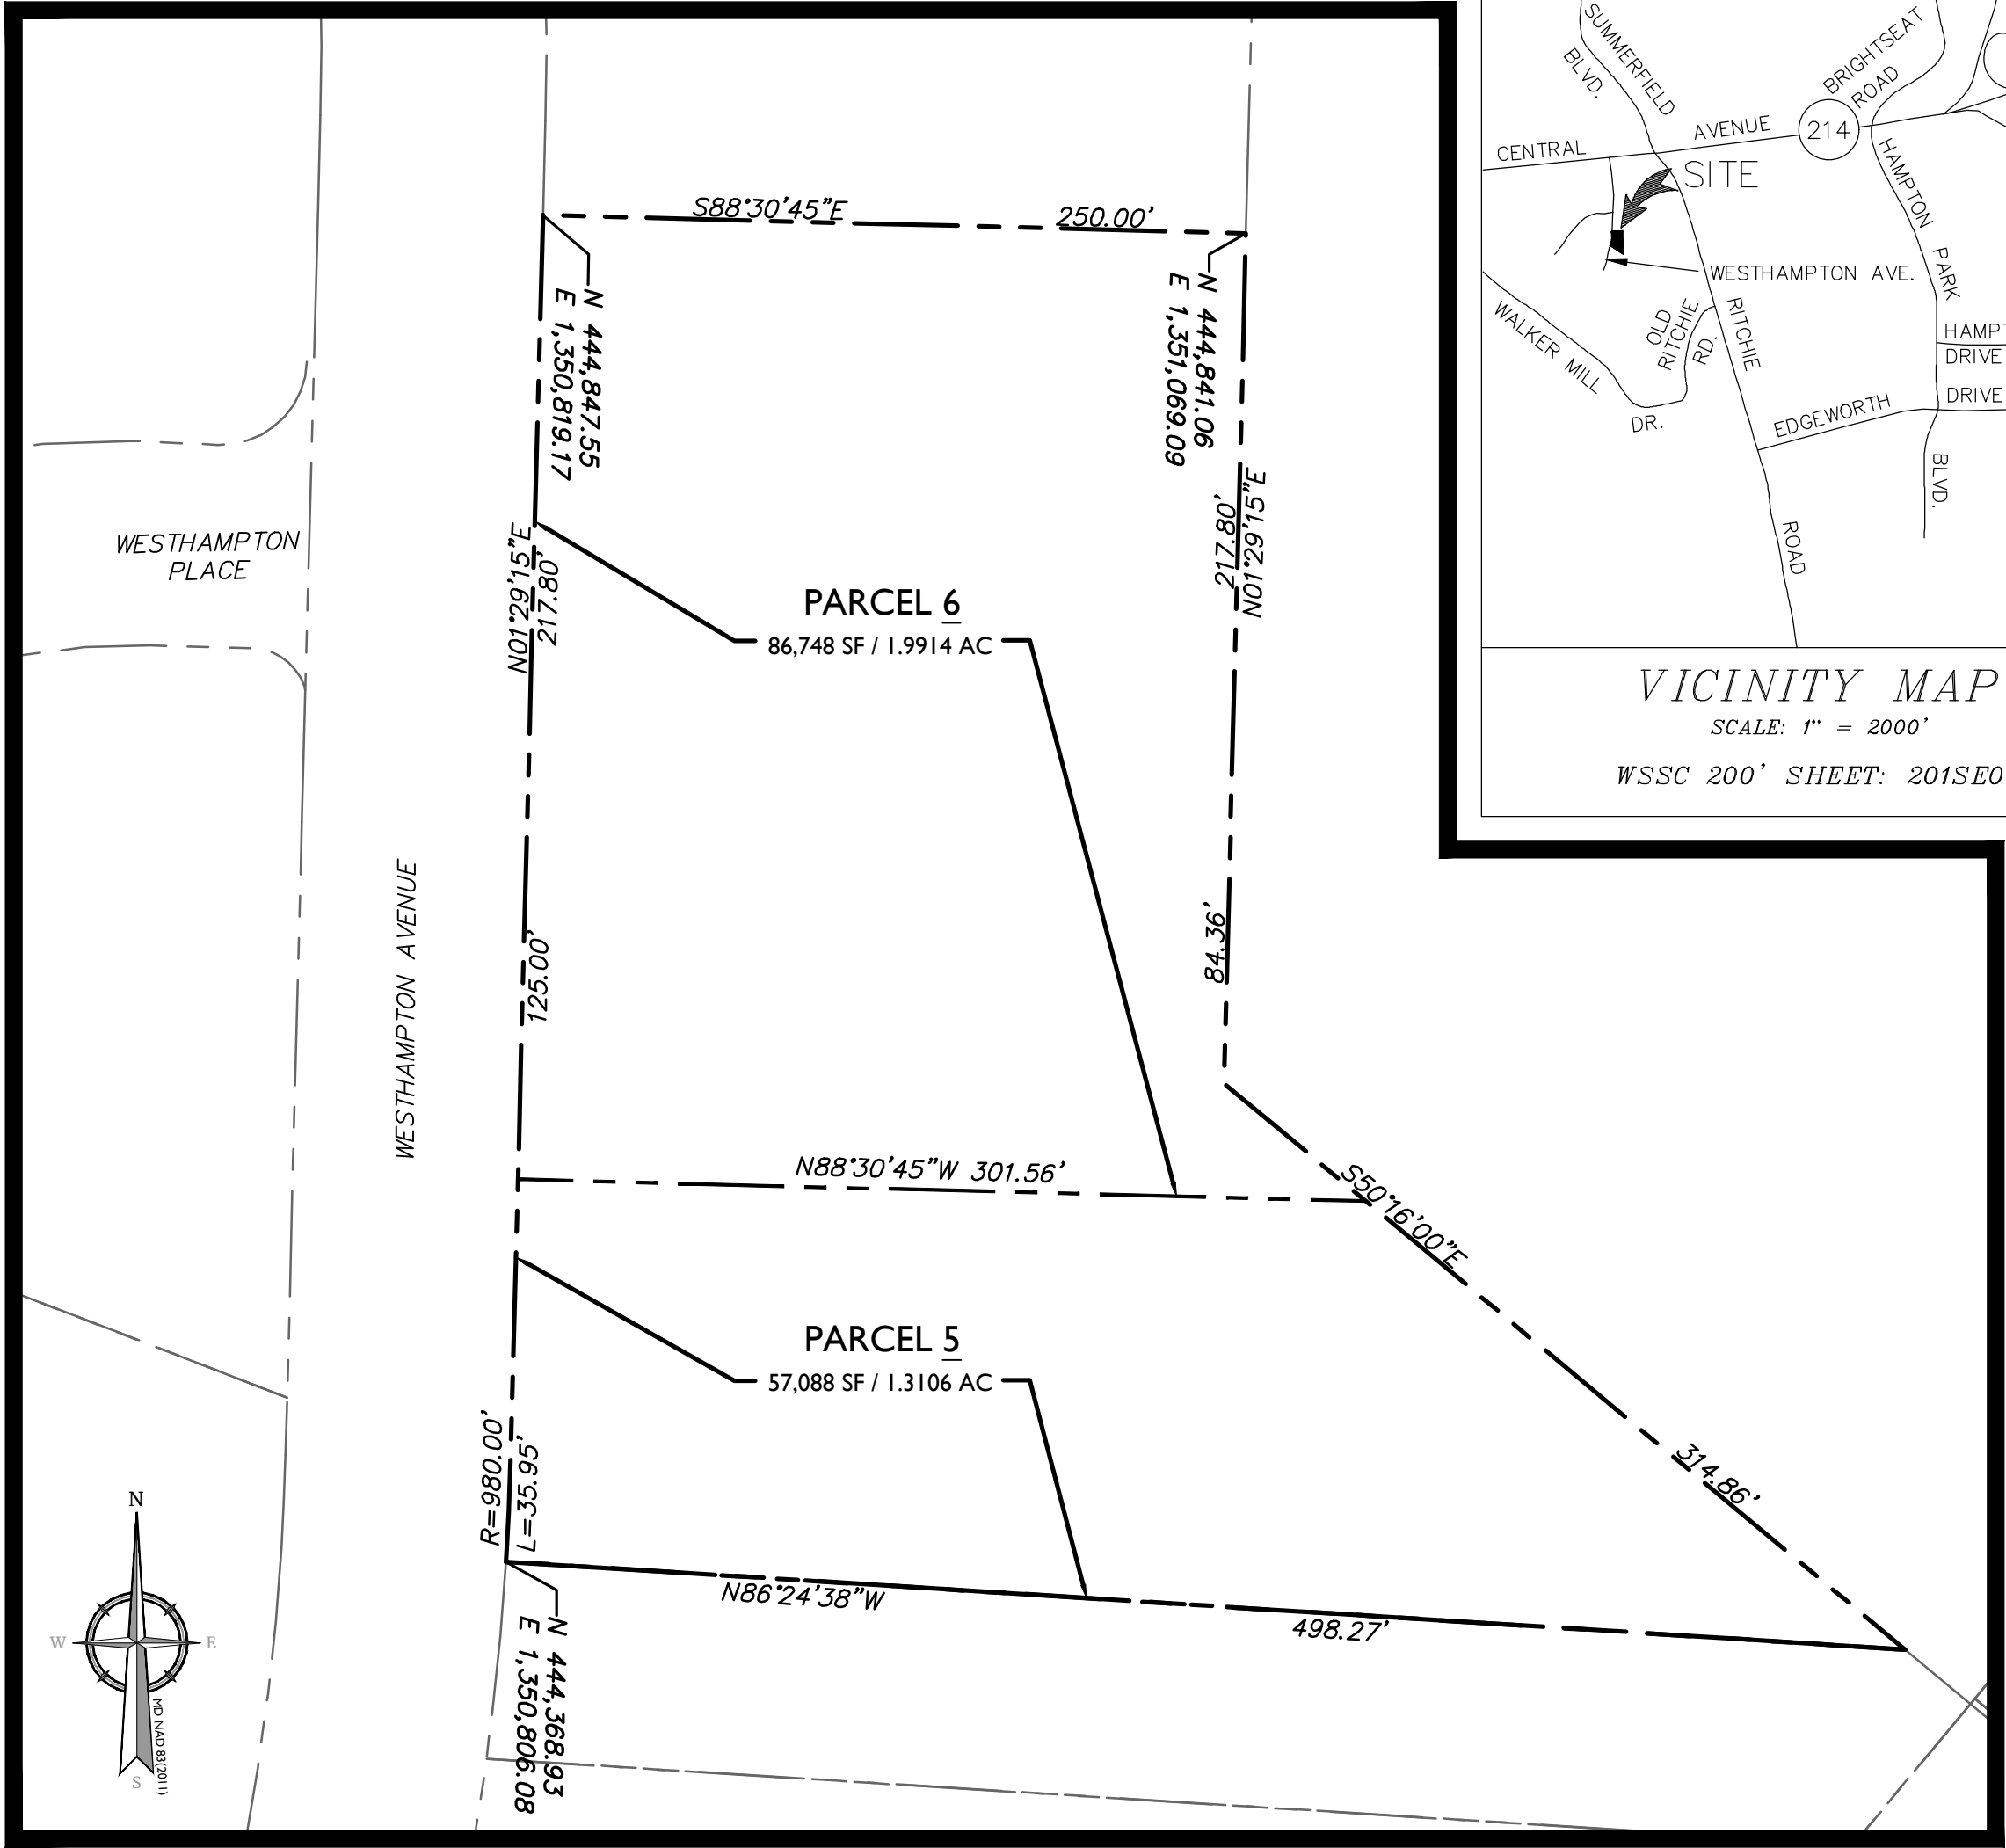 S88°30'45"E
250.00'
N 444,847.55
E 1,350,819.17
N 444,841.06
E 1,351,069.09
N01°29'15"E
217.80'
217.80'
N01°29'15"E
WESTHAMPTON
PLACE
PARCEL 6
86,748 SF / 1.9914 AC
WESTHAMPTON AVENUE
125.00'
84.36'
N88°30'45"W 301.56'
S50°16'00"E
314.86'
PARCEL 5
57,088 SF / 1.3106 AC
R=980.00'
L=35.95'
N86°24'38"W
498.27'
N 444,368.93
E 1,350,806.08
N
W
E
S
MD NAD 83(2011)
SUMMERFIELD
BLVD.
BRIGHTSEAT
ROAD
CENTRAL
AVENUE
214
SITE
HAMPTON
PARK
BLVD.
WESTHAMPTON AVE.
WALKER MILL
DR.
OLD
RITCHIE
RD.
RITCHIE
ROAD
HAMPT
DRIVE
DRIVE
EDGEWORTH
VICINITY MAP
SCALE: 1" = 2000'
WSSC 200' SHEET: 201SE0